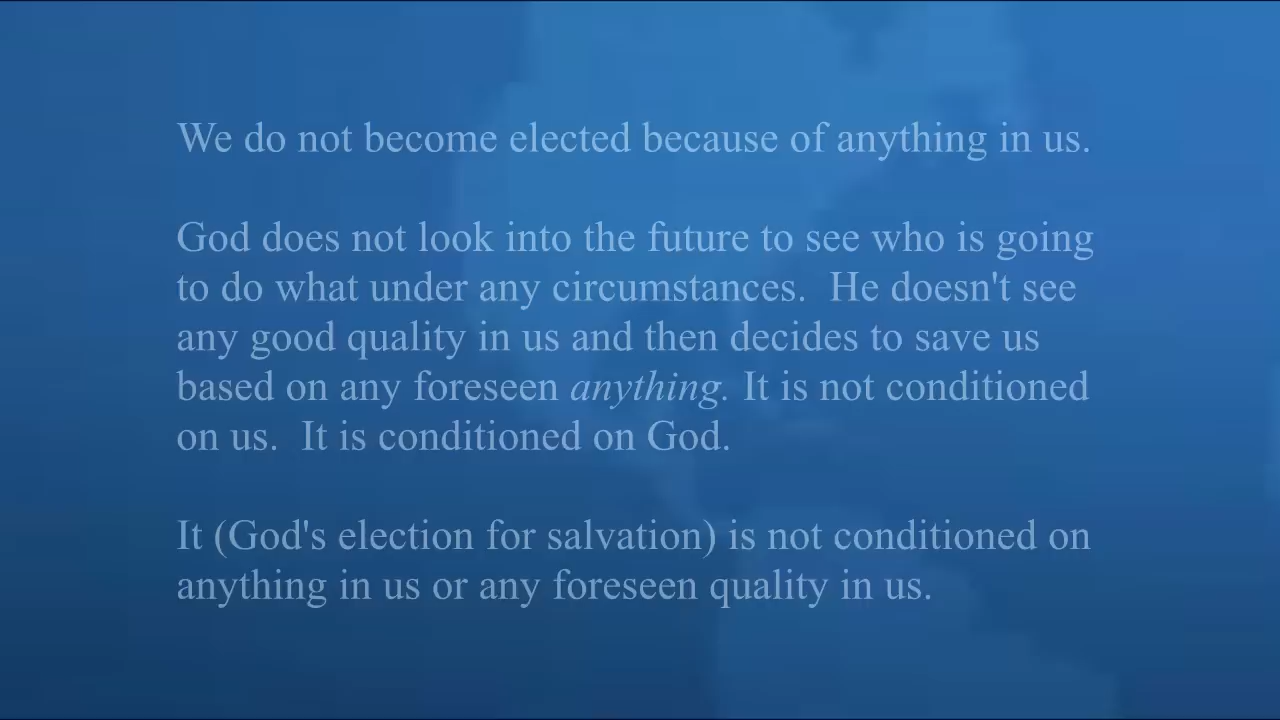 We do not become elected because of anything in us.
God does not look into the future to see who is going
to do what under any circumstances.  He doesn't see
any good quality in us and then decides to save us
based on any foreseen anything. It is not conditioned
on us.  It is conditioned on God.
It (God's election for salvation) is not conditioned on
anything in us or any foreseen quality in us.